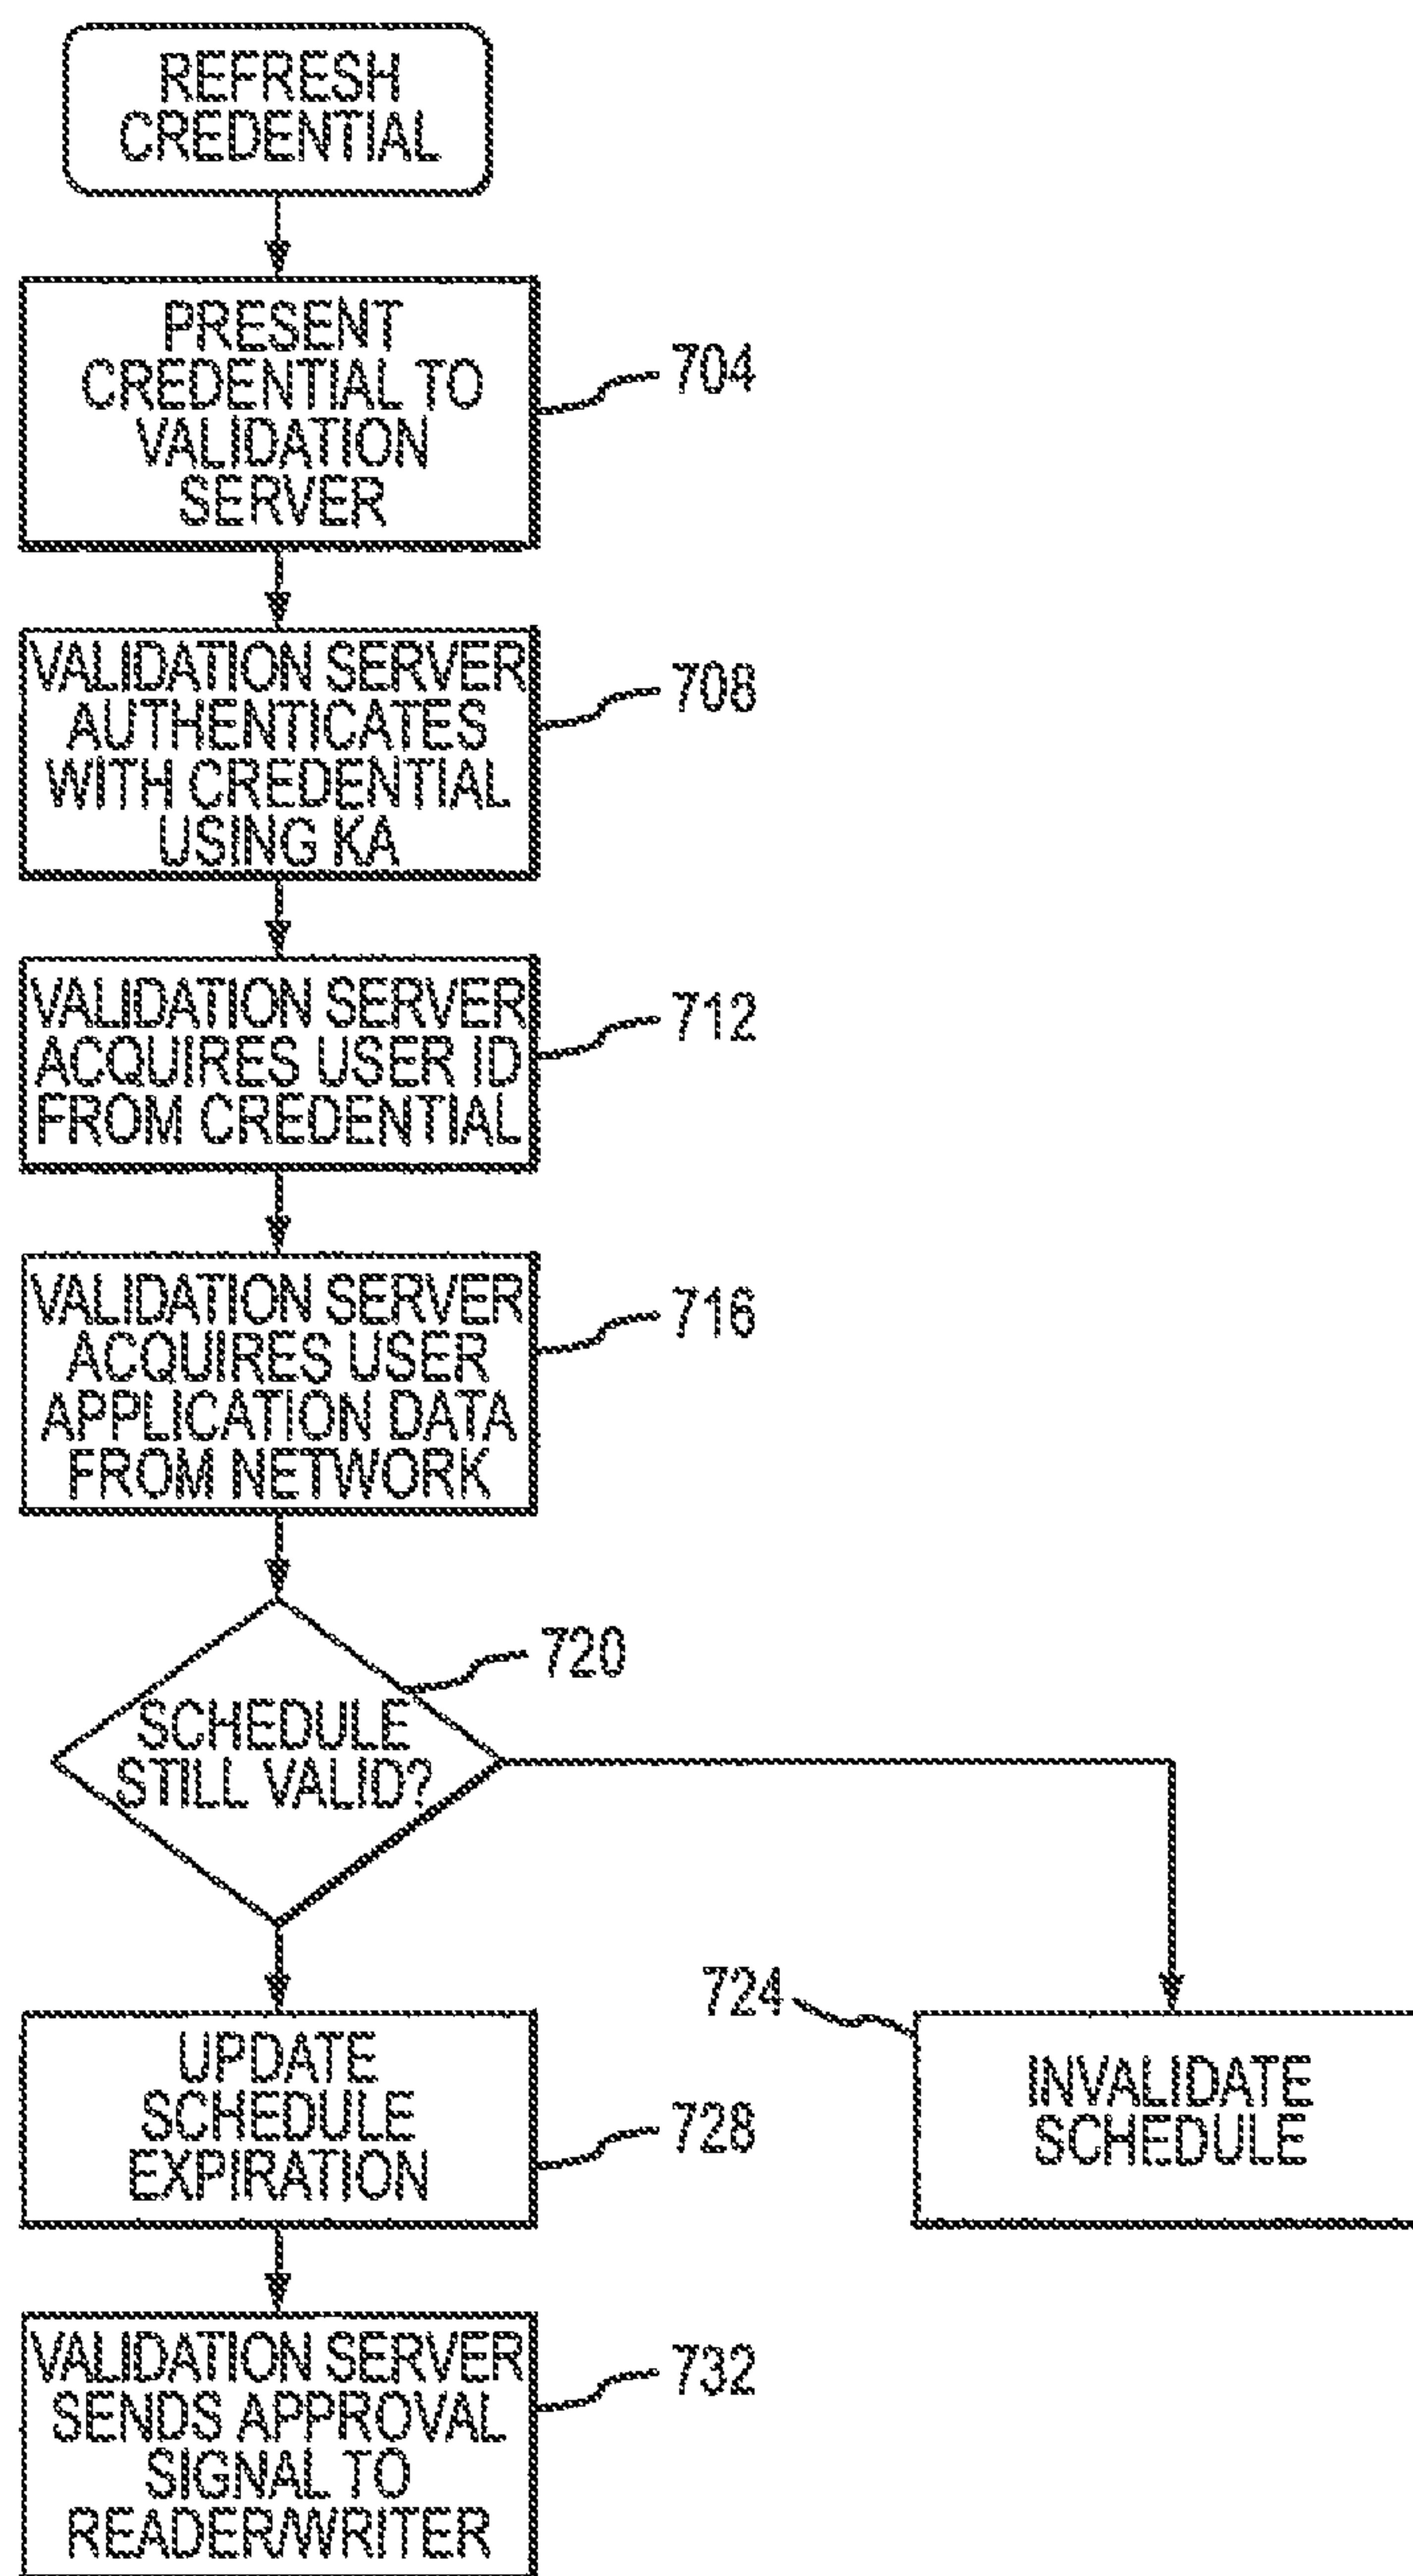 REFRESH
CREDENTIAL
PRESENT
CREDENTIAL TO
VALIDATION
SERVER
704
VALIDATION SERVER
AUTHENTICATES
WITH CREDENTIAL
USING KA
708
VALIDATION SERVER
ACQUIRES USER ID
FROM CREDENTIAL
712
VALIDATION SERVER
ACQUIRES USER
APPLICATION DATA
FROM NETWORK
716
720
SCHEDULE
STILL VALID?
724
INVALIDATE
SCHEDULE
UPDATE
SCHEDULE
EXPIRATION
728
VALIDATION SERVER
SENDS APPROVAL
SIGNAL TO
READER/WRITER
732